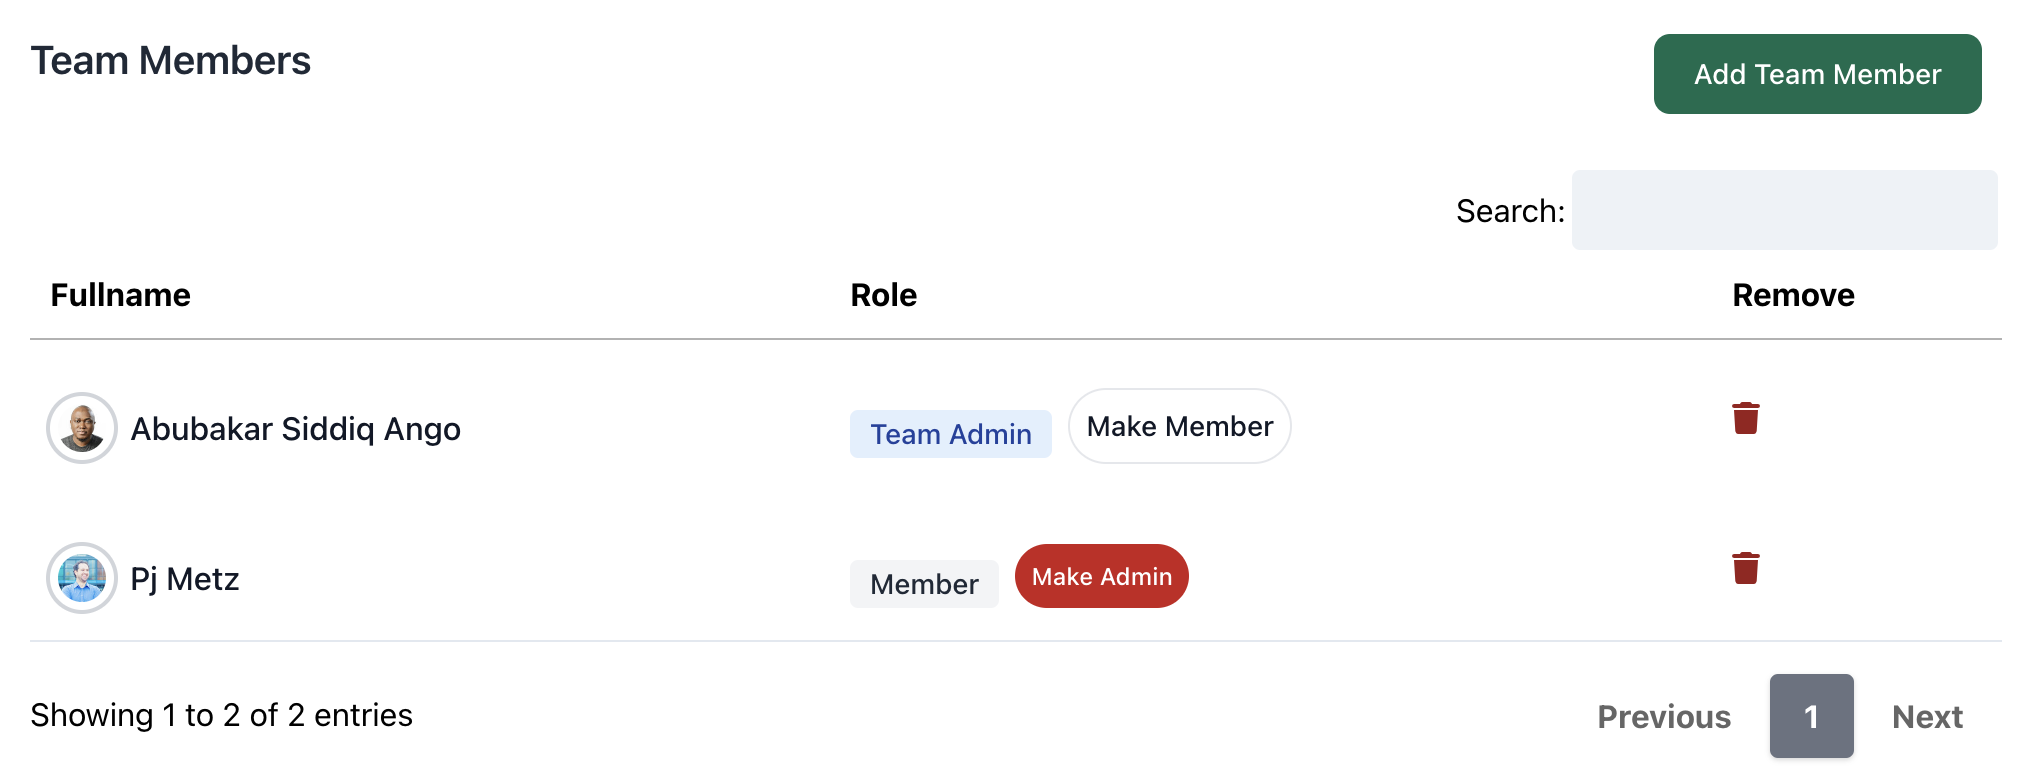 Team Members
Add Team Member
Search:
Fullname Role Remove
Abubakar Siddiq Ango Team Admin Make Member
Pj Metz Member Make Admin
Showing 1 to 2 of 2 entries Previous 1 Next